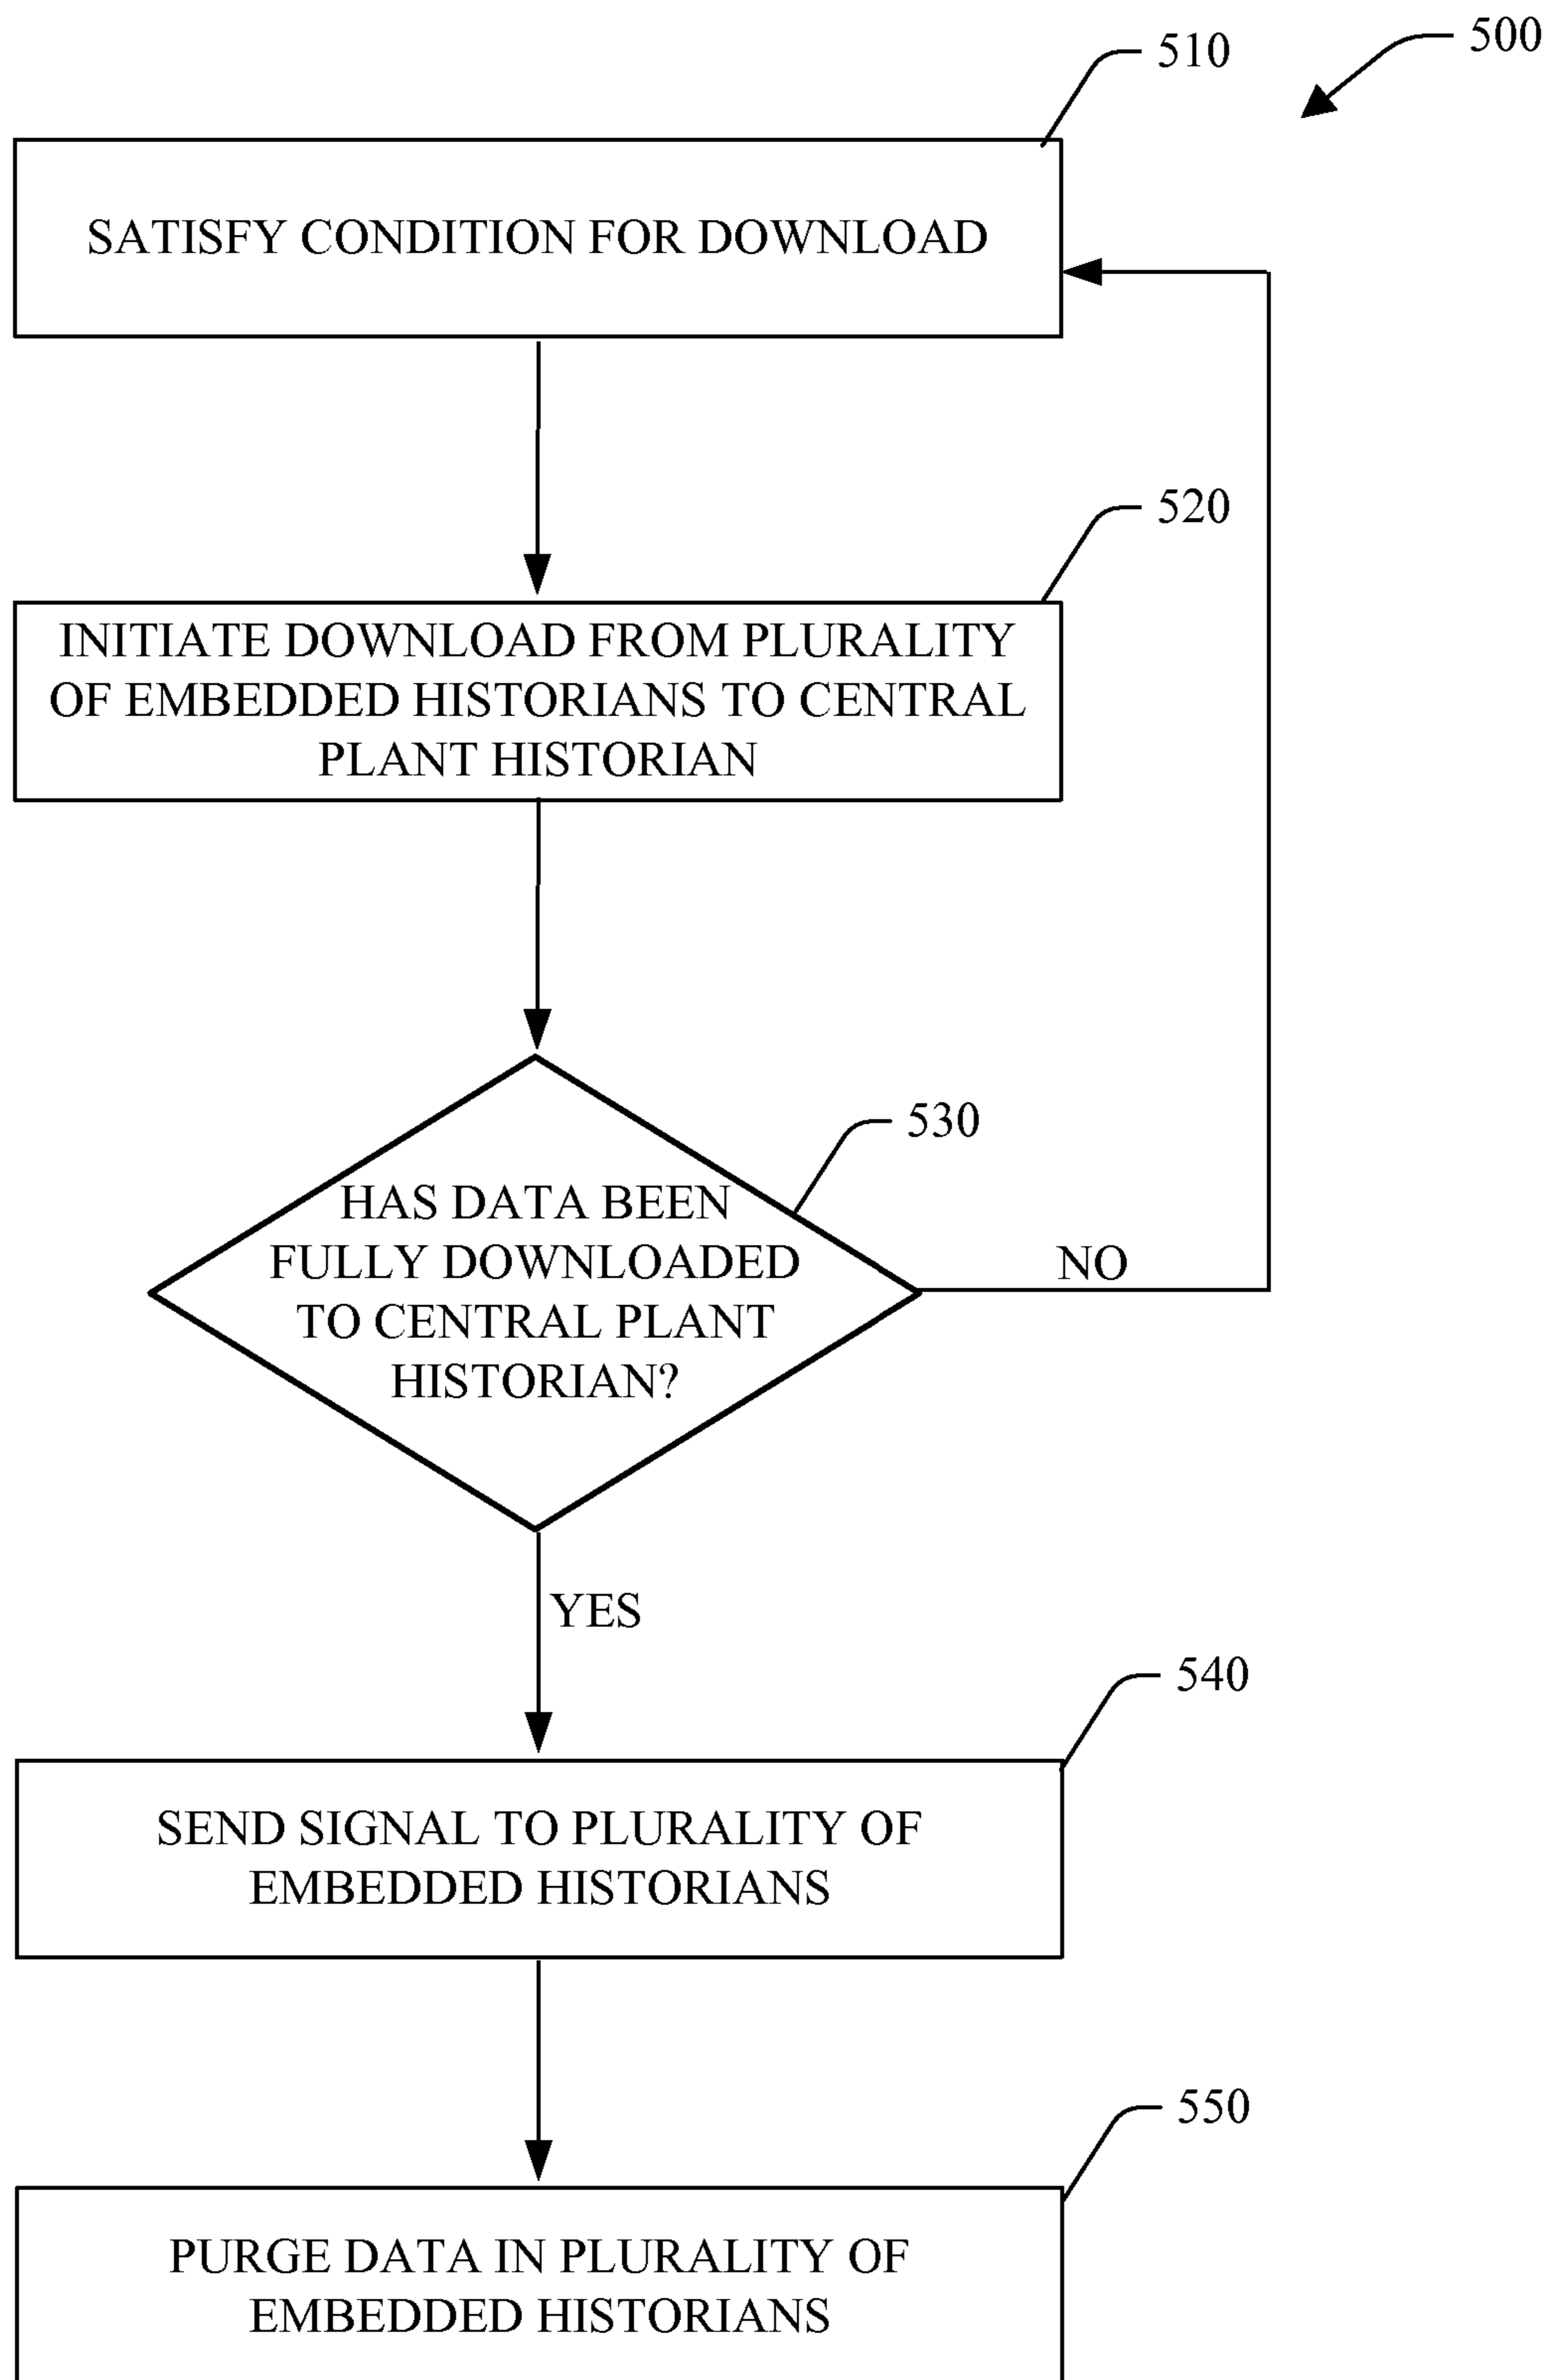 500
510
SATISFY CONDITION FOR DOWNLOAD
520
INITIATE DOWNLOAD FROM PLURALITY
OF EMBEDDED HISTORIANS TO CENTRAL
PLANT HISTORIAN
530
HAS DATA BEEN
FULLY DOWNLOADED
TO CENTRAL PLANT
HISTORIAN?
NO
YES
540
SEND SIGNAL TO PLURALITY OF
EMBEDDED HISTORIANS
550
PURGE DATA IN PLURALITY OF
EMBEDDED HISTORIANS